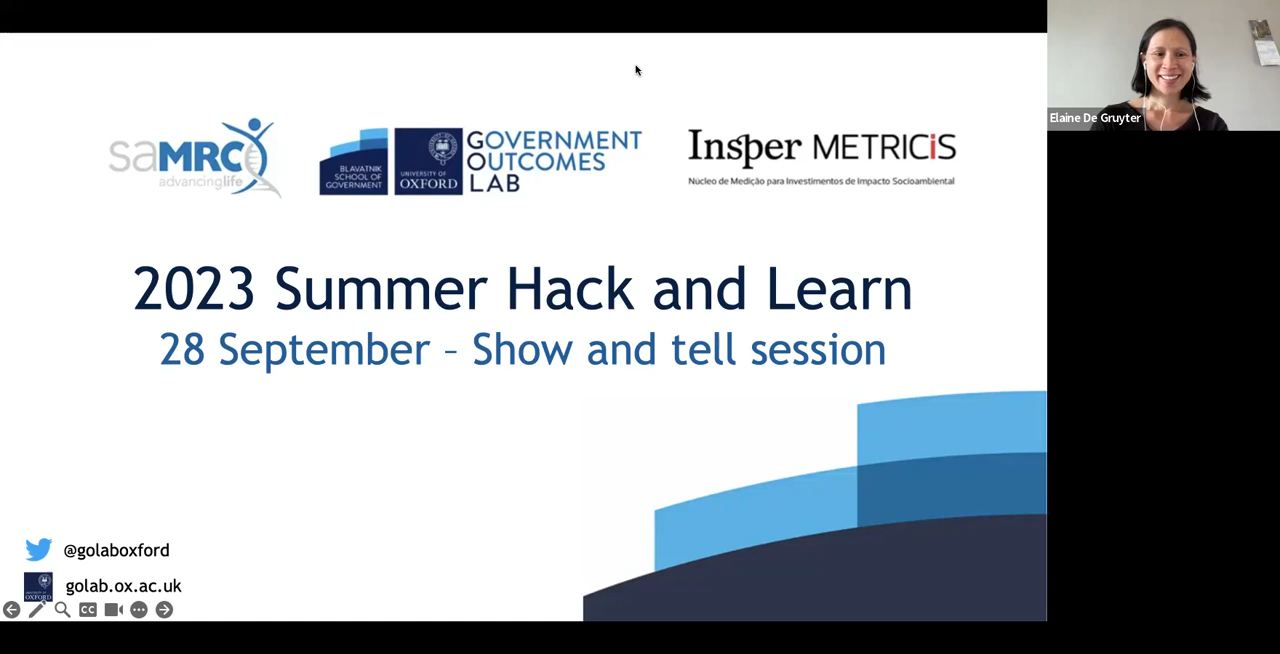 Elaine De Gruyter
saMRC
advancinglife
BLAVATNIK
SCHOOL OF
GOVERNMENT
UNIVERSITY OF
OXFORD
GOVERNMENT
OUTCOMES
LAB
Insper METRICiS
Núcleo de Medição para Investimentos de Impacto Socioambiental
2023 Summer Hack and Learn
28 September – Show and tell session
@golaboxford
golab.ox.ac.uk
CC